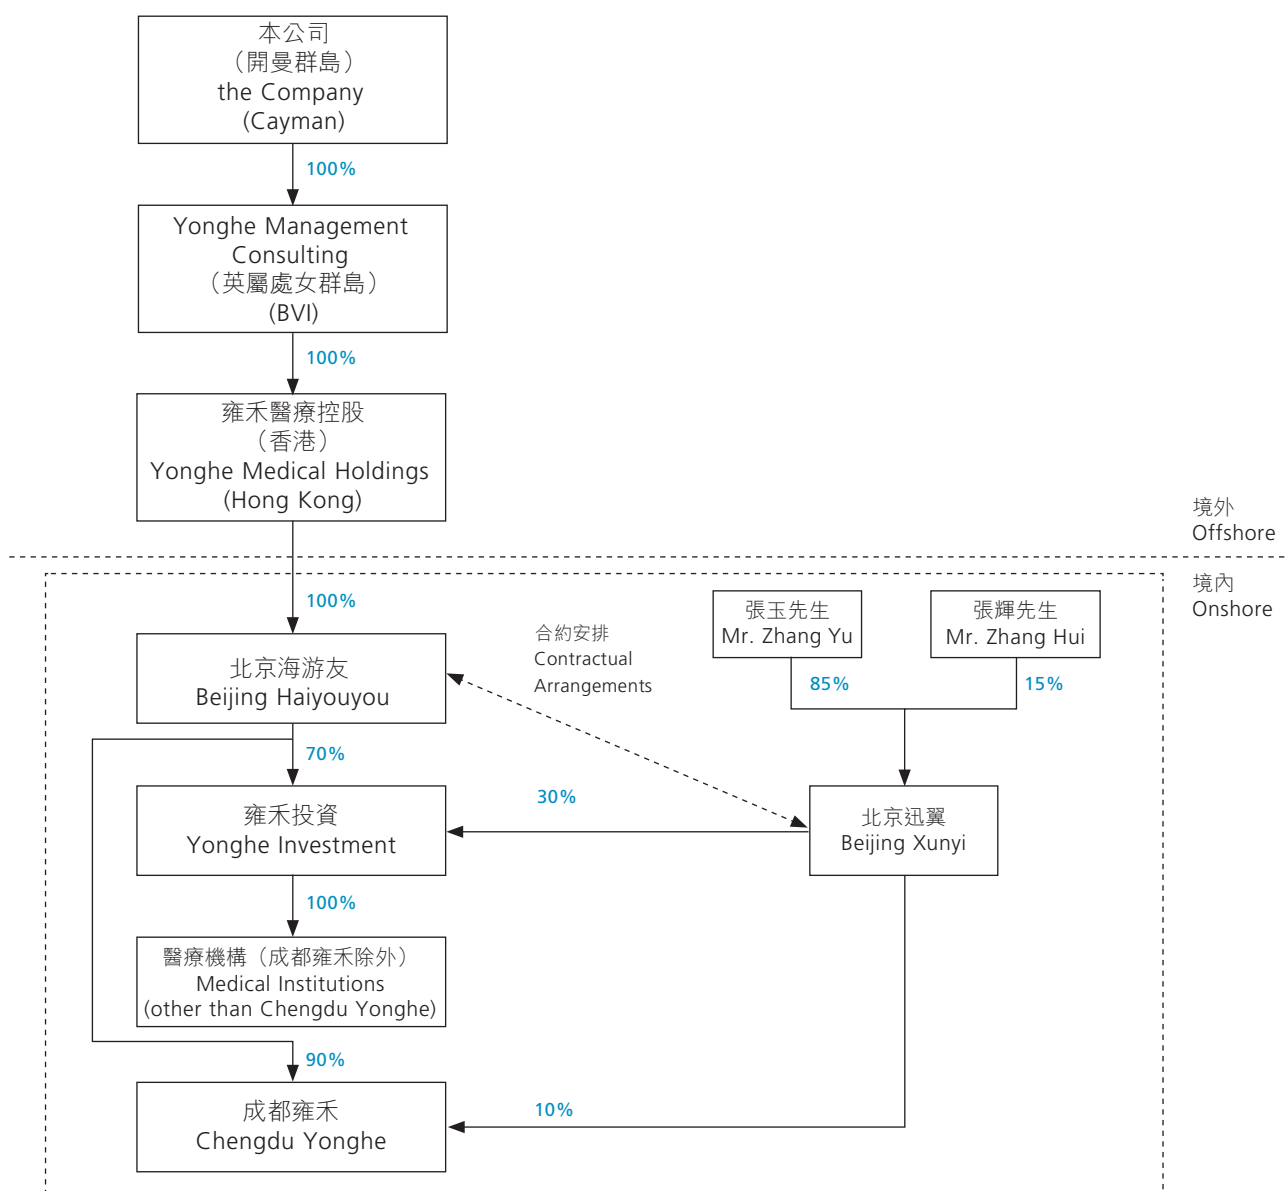 本公司
（開曼群島）
the Company
(Cayman)
100%
Yonghe Management
Consulting
（英屬處女群島）
(BVI)
100%
雍禾醫療控股
（香港）
Yonghe Medical Holdings
(Hong Kong)
境外
Offshore
境內
Onshore
100%
張玉先生
Mr. Zhang Yu
張輝先生
Mr. Zhang Hui
合約安排
Contractual
Arrangements
85%
15%
北京海游友
Beijing Haiyouyou
70%
30%
雍禾投資
Yonghe Investment
北京迅翼
Beijing Xunyi
100%
醫療機構（成都雍禾除外）
Medical Institutions
(other than Chengdu Yonghe)
90%
10%
成都雍禾
Chengdu Yonghe